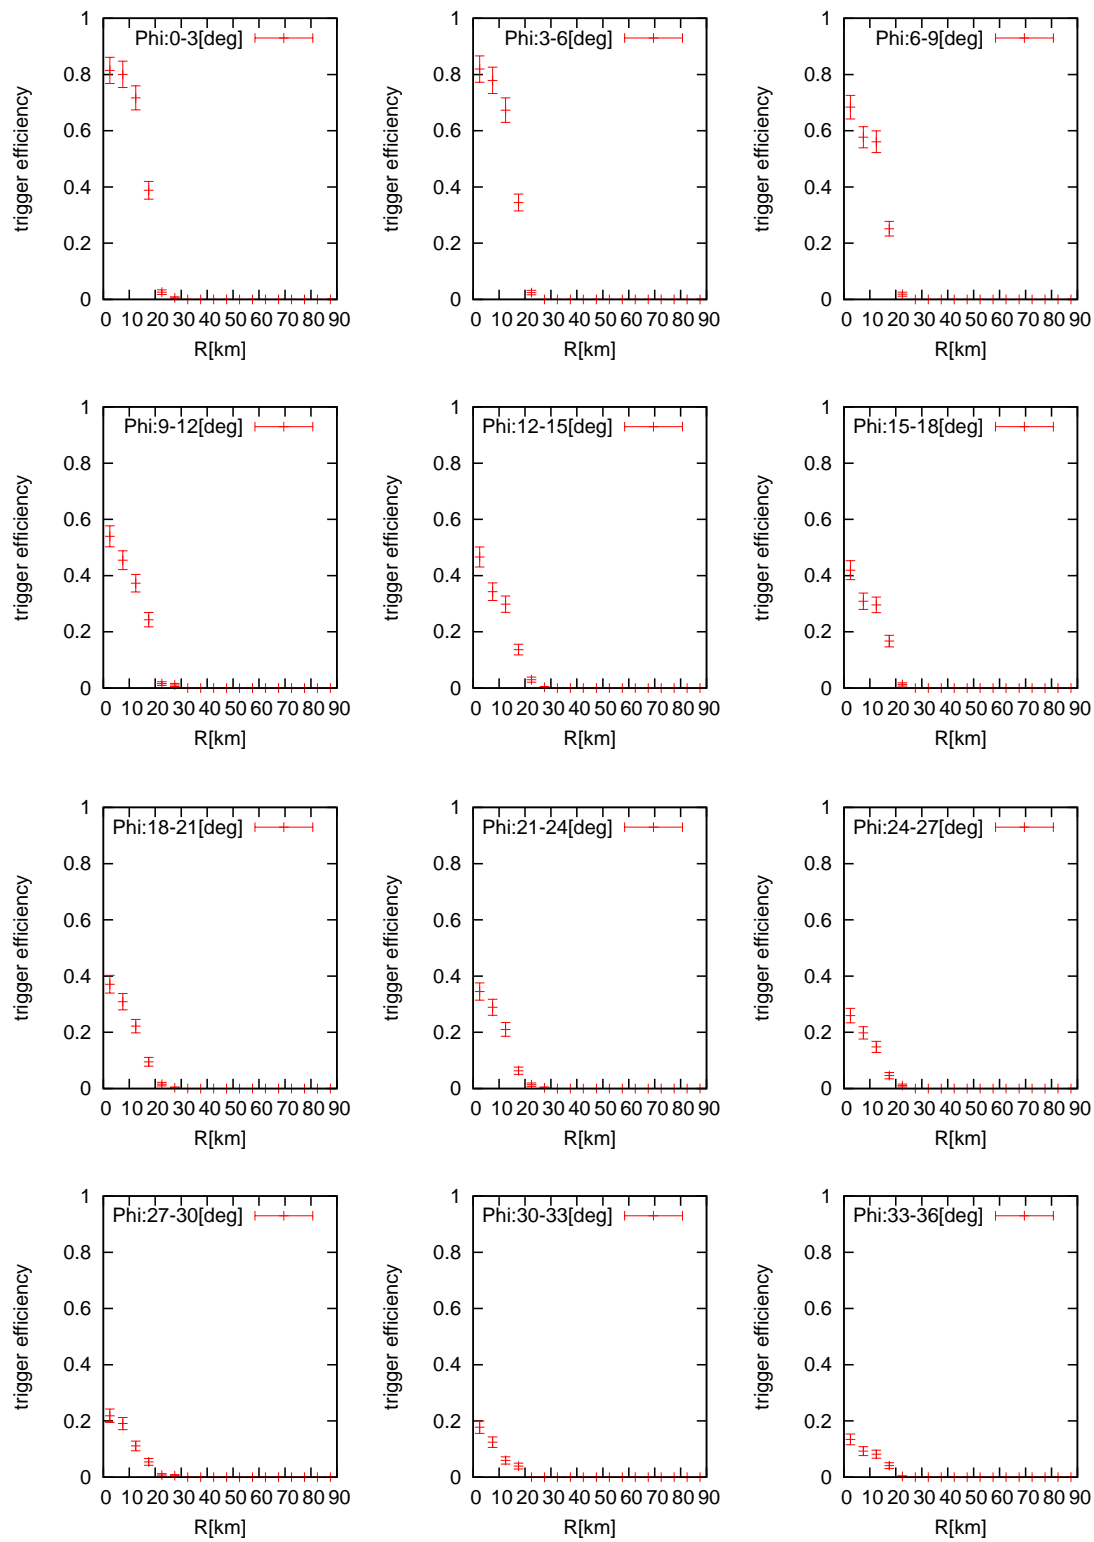 Phi:0-3[deg]
trigger efficiency
1
0.8
0.6
0.4
0.2
0
0 10 20 30 40 50 60 70 80 90
R[km]
Phi:3-6[deg]
trigger efficiency
1
0.8
0.6
0.4
0.2
0
0 10 20 30 40 50 60 70 80 90
R[km]
Phi:6-9[deg]
trigger efficiency
1
0.8
0.6
0.4
0.2
0
0 10 20 30 40 50 60 70 80 90
R[km]
Phi:9-12[deg]
trigger efficiency
1
0.8
0.6
0.4
0.2
0
0 10 20 30 40 50 60 70 80 90
R[km]
Phi:12-15[deg]
trigger efficiency
1
0.8
0.6
0.4
0.2
0
0 10 20 30 40 50 60 70 80 90
R[km]
Phi:15-18[deg]
trigger efficiency
1
0.8
0.6
0.4
0.2
0
0 10 20 30 40 50 60 70 80 90
R[km]
Phi:18-21[deg]
trigger efficiency
1
0.8
0.6
0.4
0.2
0
0 10 20 30 40 50 60 70 80 90
R[km]
Phi:21-24[deg]
trigger efficiency
1
0.8
0.6
0.4
0.2
0
0 10 20 30 40 50 60 70 80 90
R[km]
Phi:24-27[deg]
trigger efficiency
1
0.8
0.6
0.4
0.2
0
0 10 20 30 40 50 60 70 80 90
R[km]
Phi:27-30[deg]
trigger efficiency
1
0.8
0.6
0.4
0.2
0
0 10 20 30 40 50 60 70 80 90
R[km]
Phi:30-33[deg]
trigger efficiency
1
0.8
0.6
0.4
0.2
0
0 10 20 30 40 50 60 70 80 90
R[km]
Phi:33-36[deg]
trigger efficiency
1
0.8
0.6
0.4
0.2
0
0 10 20 30 40 50 60 70 80 90
R[km]